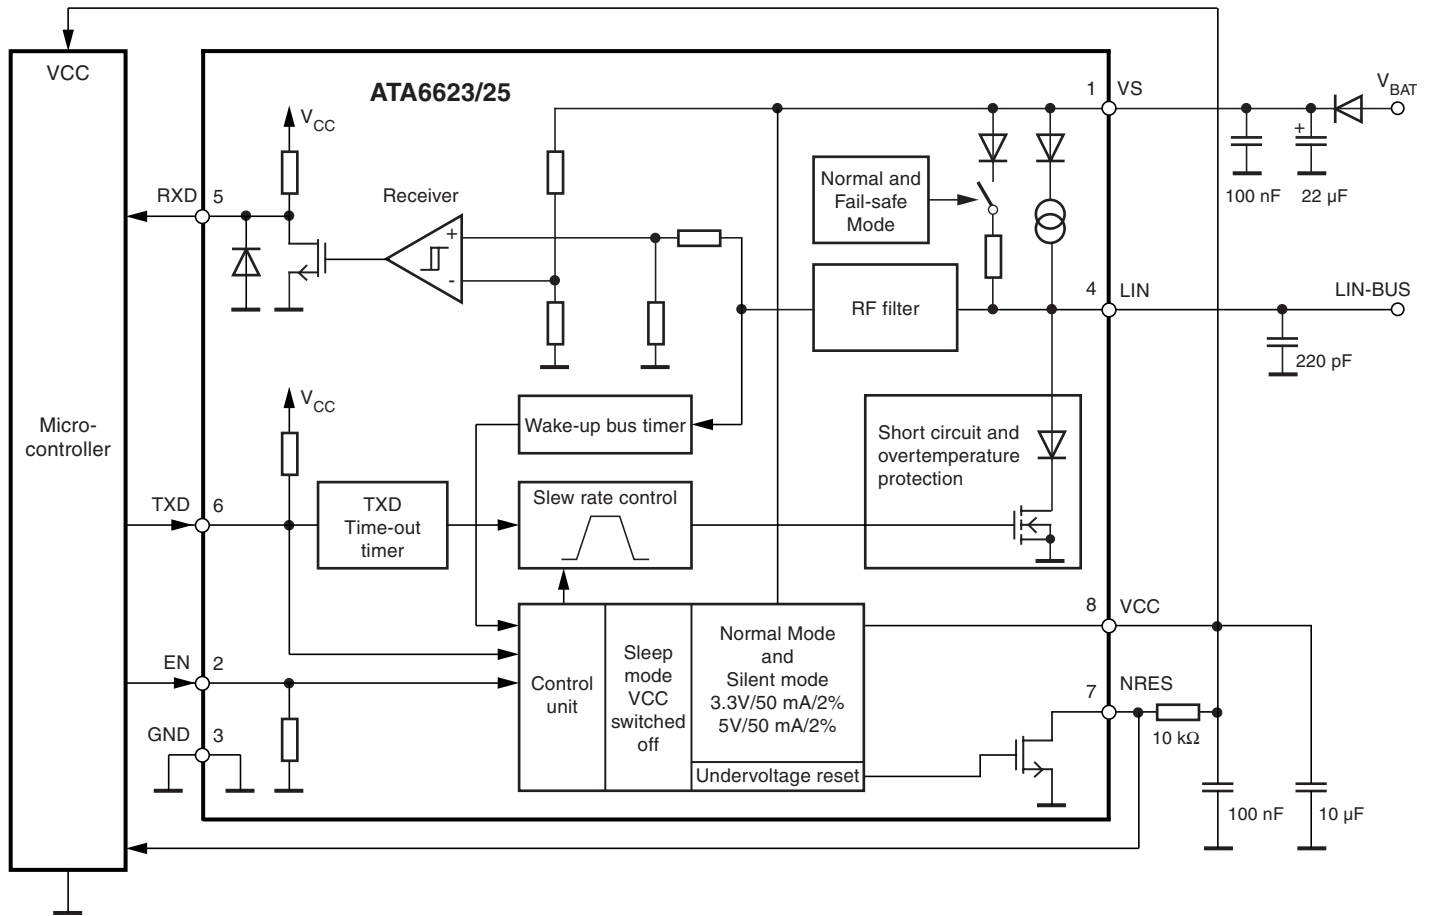 VCC
ATA6623/25
1 VS
VBAT
VCC
100 nF
22 µF
RXD 5
Receiver
+
-
Normal and
Fail-safe
Mode
+
RF filter
4 LIN
LIN-BUS
220 pF
Micro-
controller
VCC
Wake-up bus timer
Short circuit and
overtemperature
protection
TXD 6
TXD
Time-out
timer
Slew rate control
EN 2
GND 3
Control
unit
Sleep
mode
VCC
switched
off
Normal Mode
and
Silent mode
3.3V/50 mA/2%
5V/50 mA/2%
Undervoltage reset
8 VCC
7 NRES
10 kΩ
100 nF
10 µF